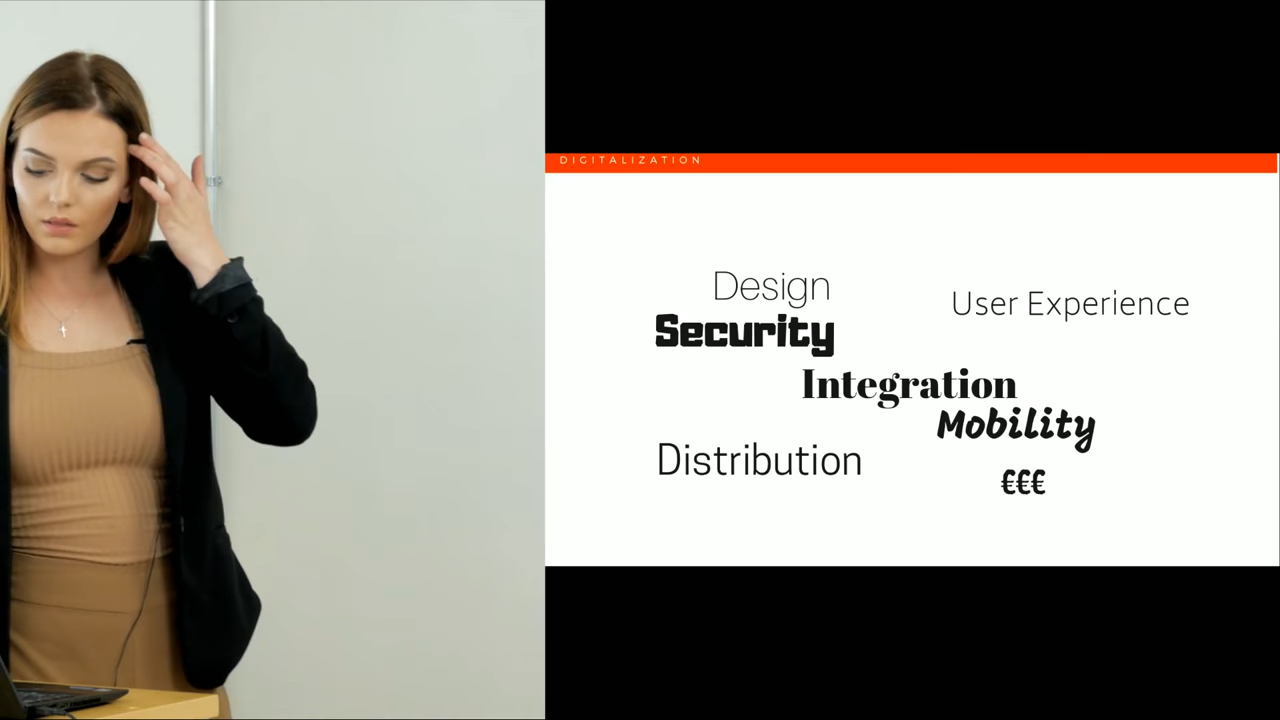 DIGITALIZATION
Design
User Experience
Security
Integration
Mobility
Distribution
€€€